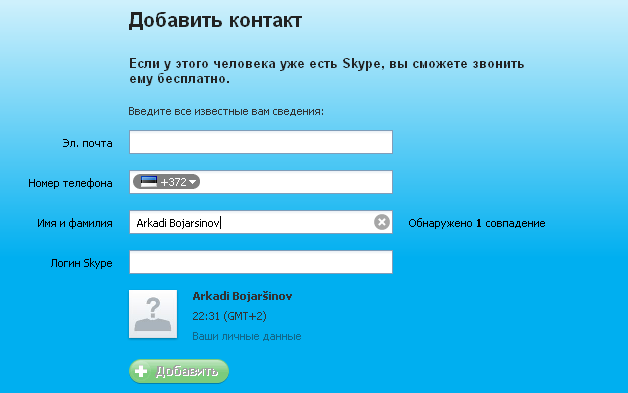 Добавить контакт
Если у этого человека уже есть Skype, вы сможете звонить
ему бесплатно.
Введите все известные вам сведения:
Эл. почта
Номер телефона +372
Имя и фамилия Arkadi Bojarsinov Обнаружено 1 совпадение
Логин Skype
Arkadi Bojaršinov
22:31 (GMT+2)
Ваши личные данные
Добавить